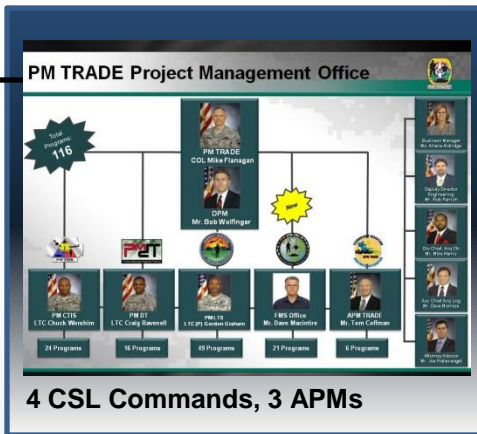 PM TRADE Project Management Office
Total
Programs:
116
PM TRADE
COL Mike Flanagan
DPM
Mr. Bob Wolfinger
New
Business Manager
Deputy Director
Engineering
PM CTIS
LTC Chuck Worshim
PM DT
LTC Craig Ravenell
PM LTS
LTC (P) Gordon Graham
FMS Office
Mr. Dave Macintire
APM TRADE
Mr. Tom Coffman
24 Programs
16 Programs
49 Programs
21 Programs
6 Programs
Attorney Advisor
4 CSL Commands, 3 APMs